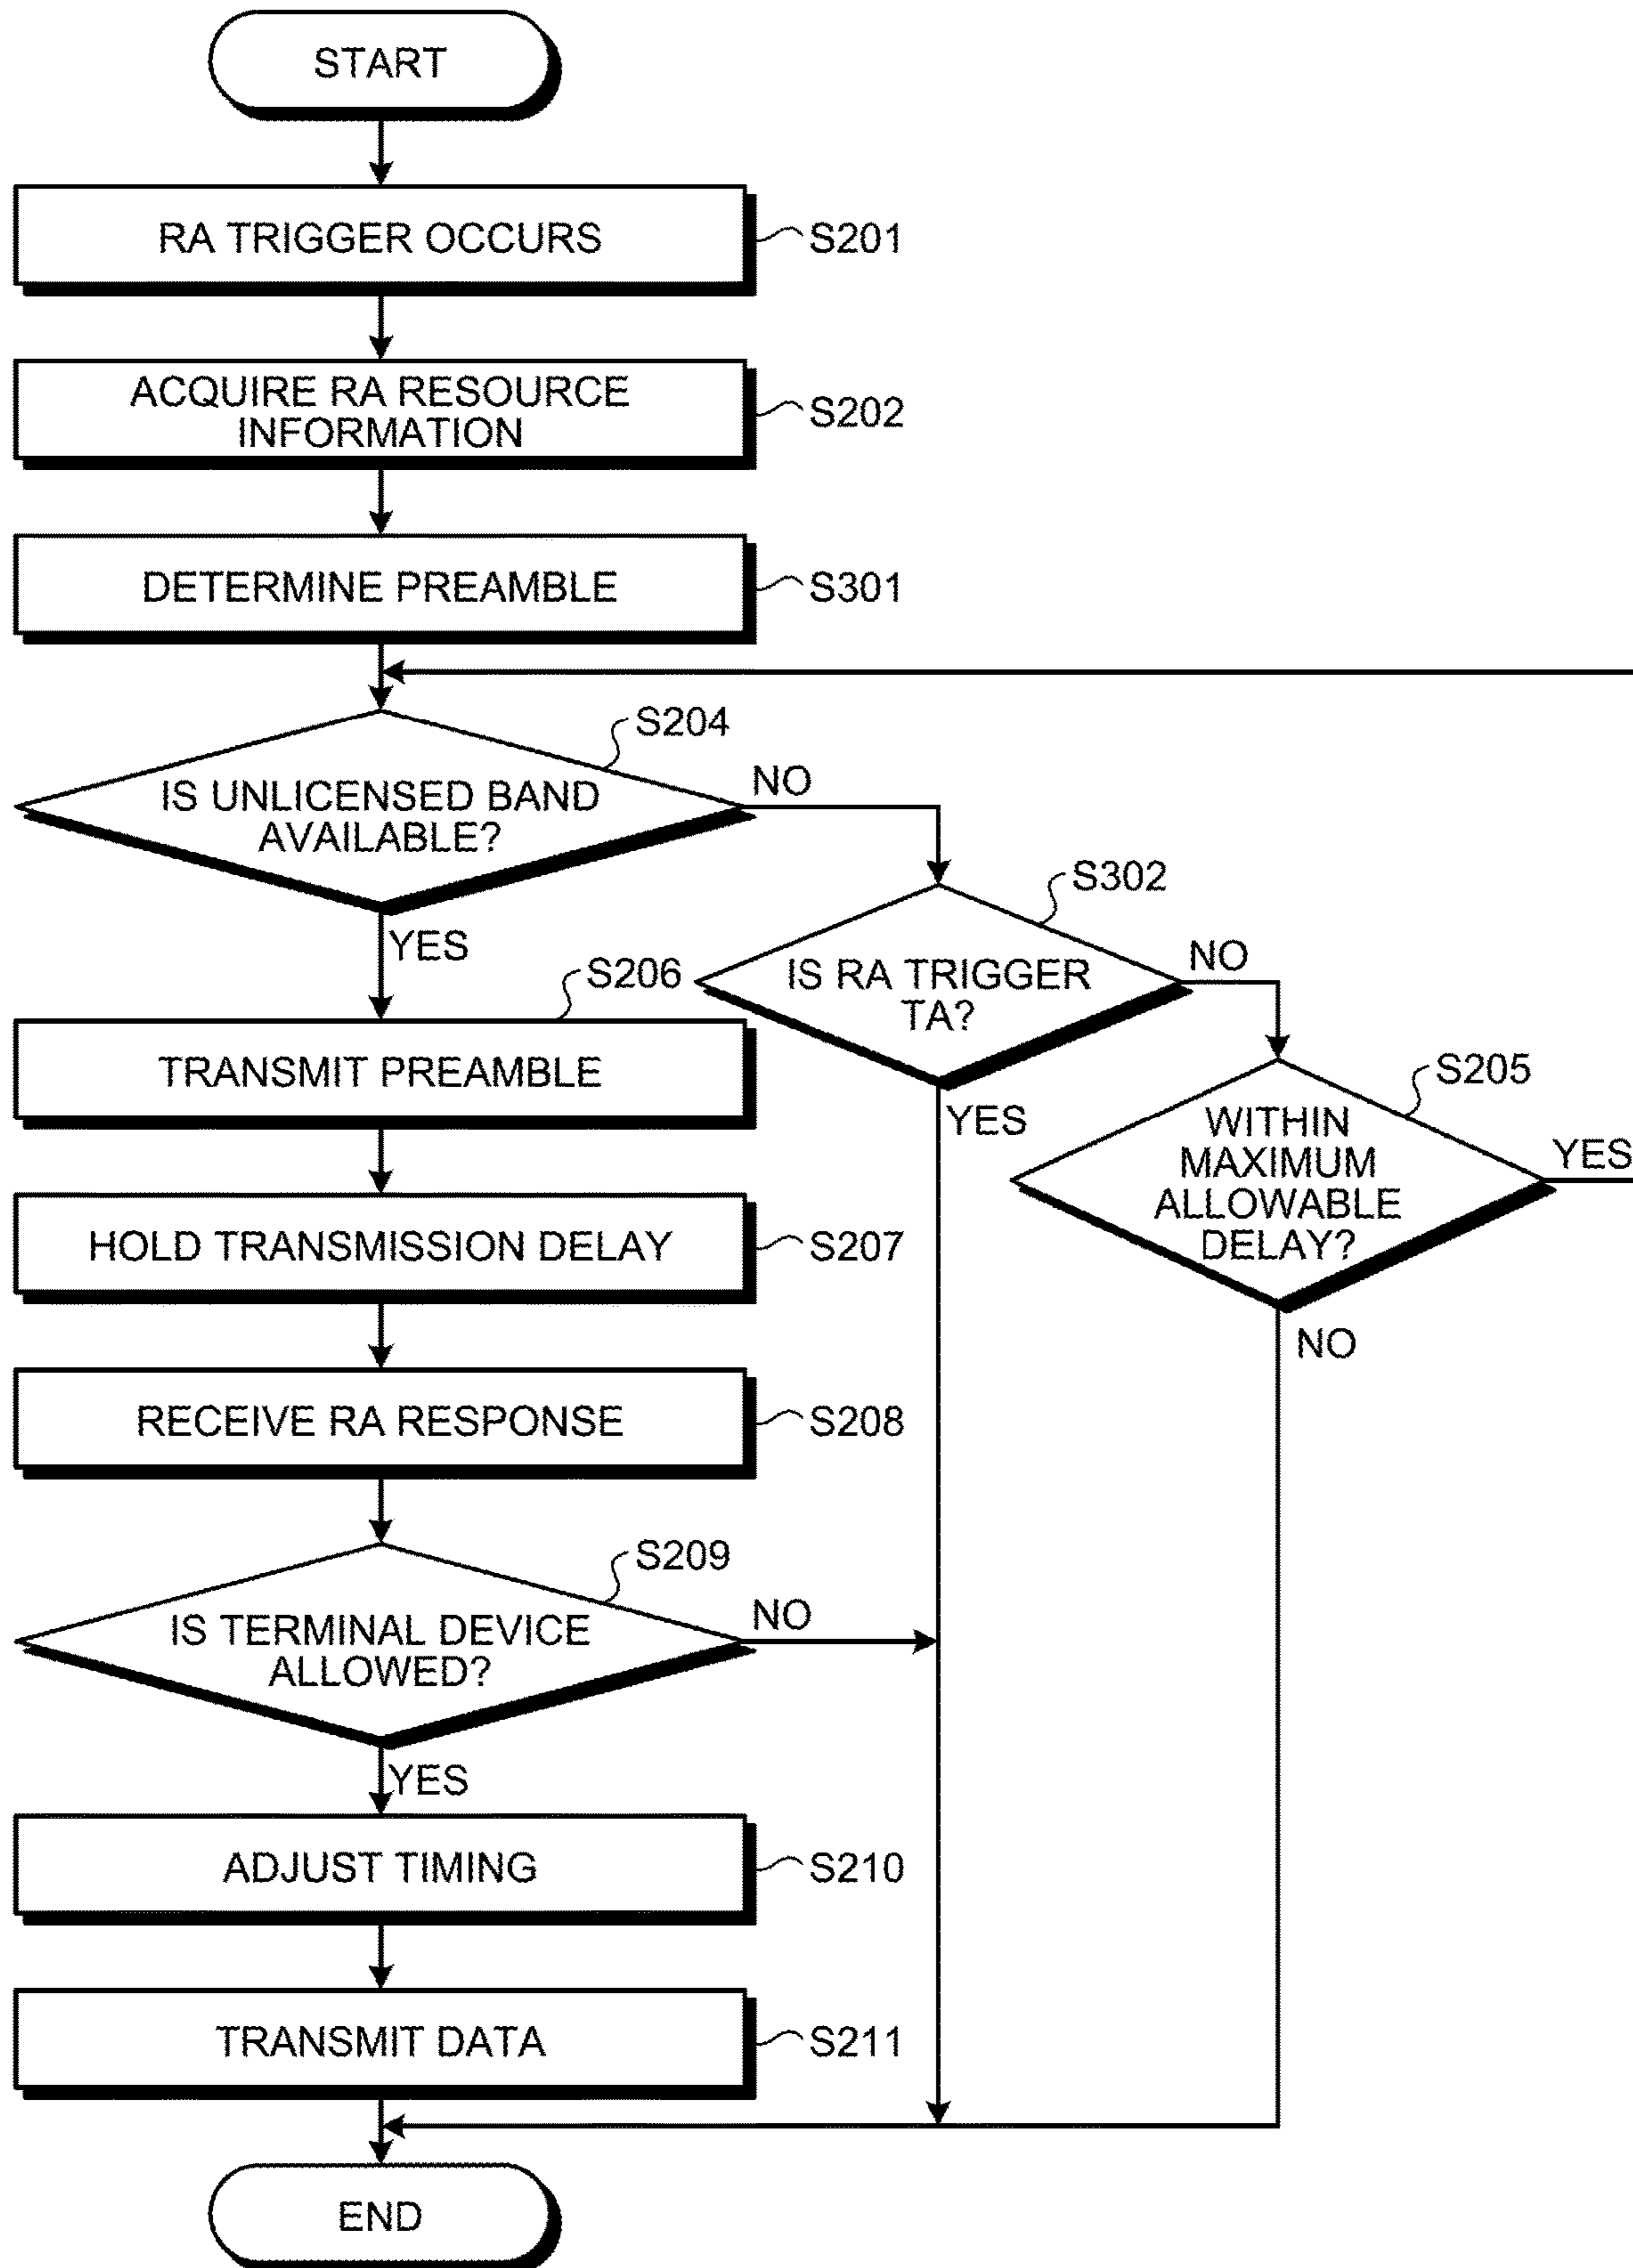 START
RA TRIGGER OCCURS
S201
ACQUIRE RA RESOURCE
INFORMATION
S202
DETERMINE PREAMBLE
S301
S204
IS UNLICENSED BAND
AVAILABLE?
NO
YES
S302
IS RA TRIGGER
TA?
NO
YES
S205
WITHIN
MAXIMUM
ALLOWABLE
DELAY?
YES
NO
S206
TRANSMIT PREAMBLE
HOLD TRANSMISSION DELAY
S207
RECEIVE RA RESPONSE
S208
S209
IS TERMINAL DEVICE
ALLOWED?
NO
YES
ADJUST TIMING
S210
TRANSMIT DATA
S211
END